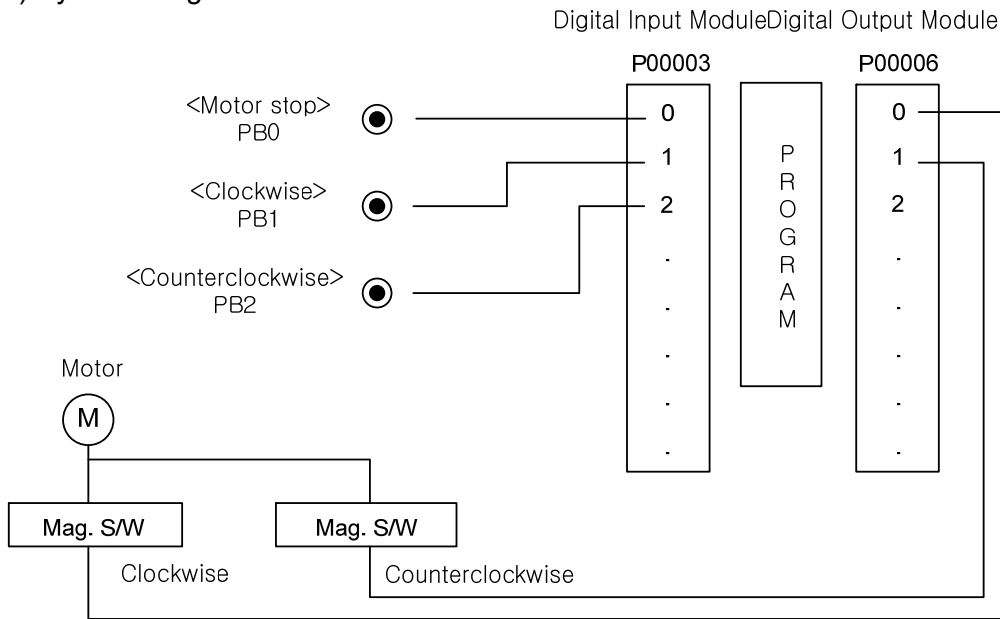 Digital Input ModuleDigital Output Module
P00003
P00006
<Motor stop>
PB0
<Clockwise>
PB1
<Counterclockwise>
PB2
0
1
2
.
.
.
.
.
P
R
O
G
R
A
M
0
1
2
.
.
.
.
.
Motor
M
Mag. S/W
Mag. S/W
Clockwise
Counterclockwise